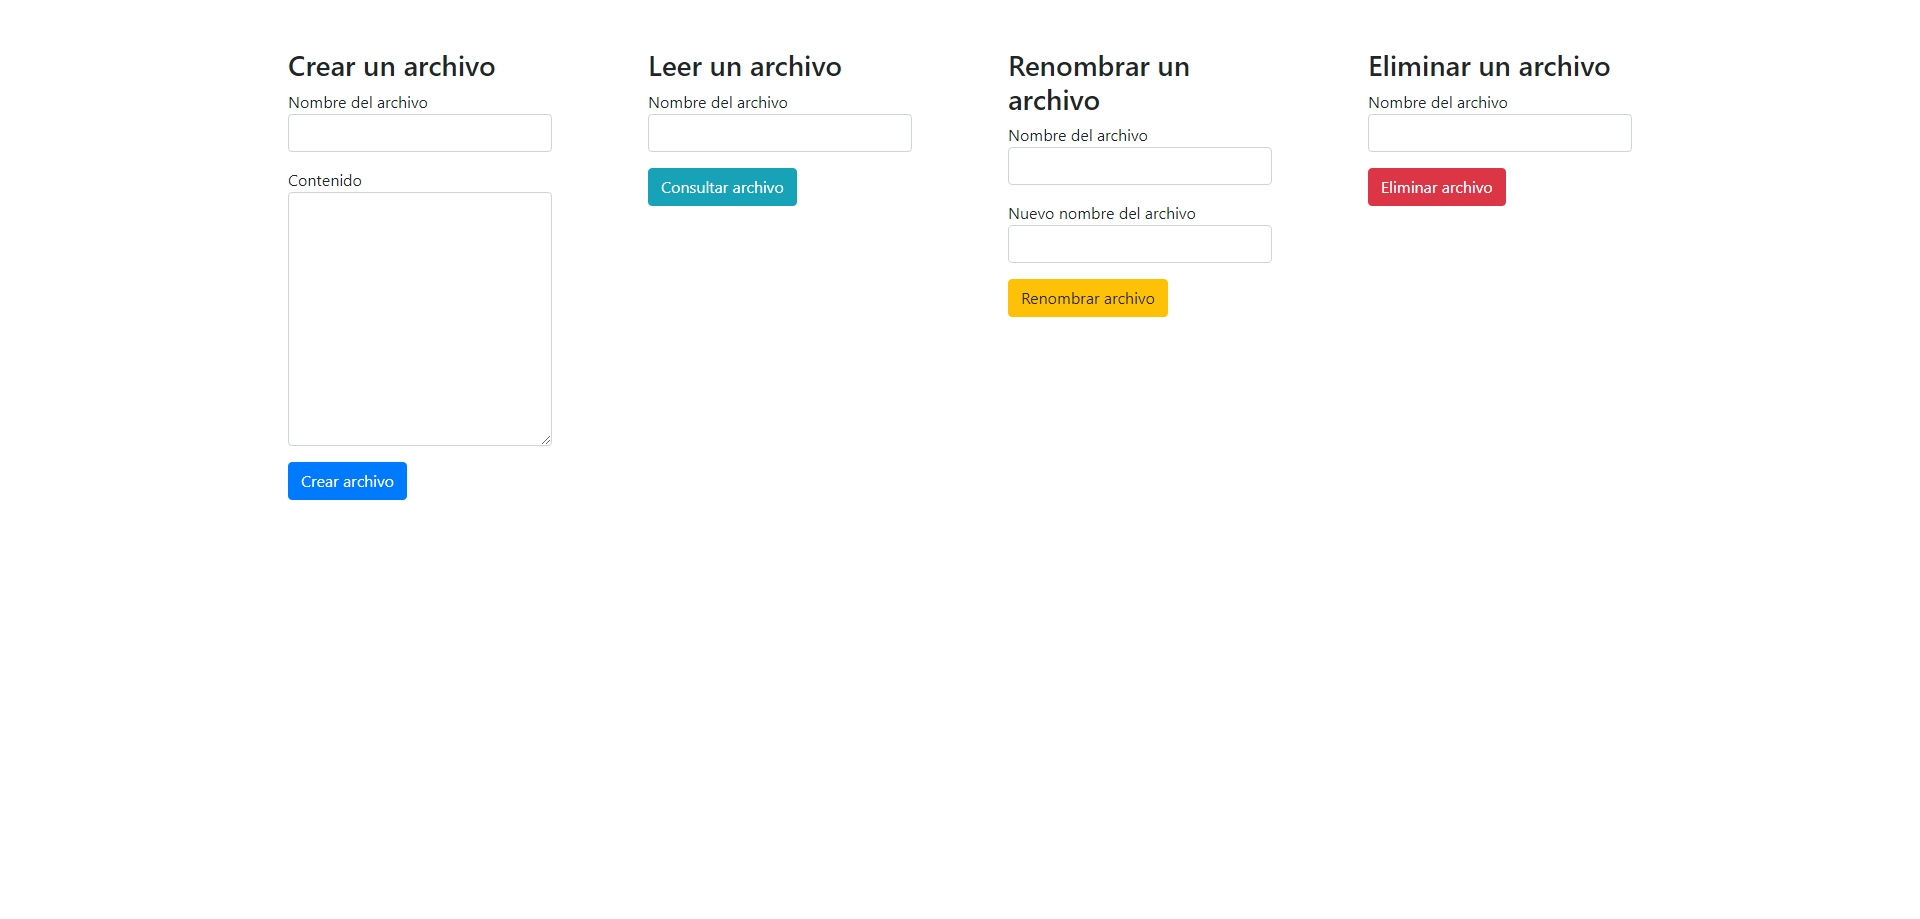 Crear un archivo
Nombre del archivo
Contenido
Crear archivo
Leer un archivo
Nombre del archivo
Consultar archivo
Renombrar un
archivo
Nombre del archivo
Nuevo nombre del archivo
Renombrar archivo
Eliminar un archivo
Nombre del archivo
Eliminar archivo